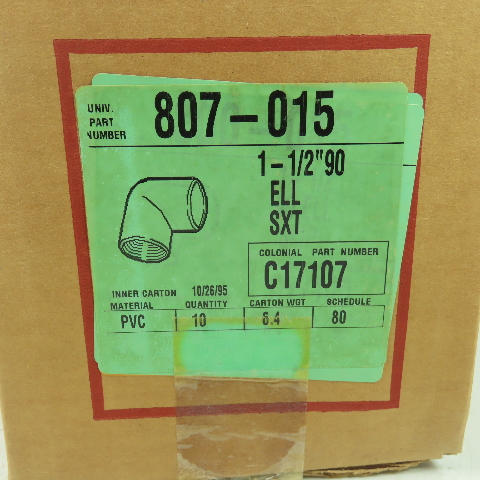 UNIV.
PART
NUMBER
807-015
1-1/2"90
ELL
SXT
COLONIAL PART NUMBER
C17107
INNER CARTON 10/26/95
MATERIAL QUANTITY CARTON WGT SCHEDULE
PVC 10 6.4 80